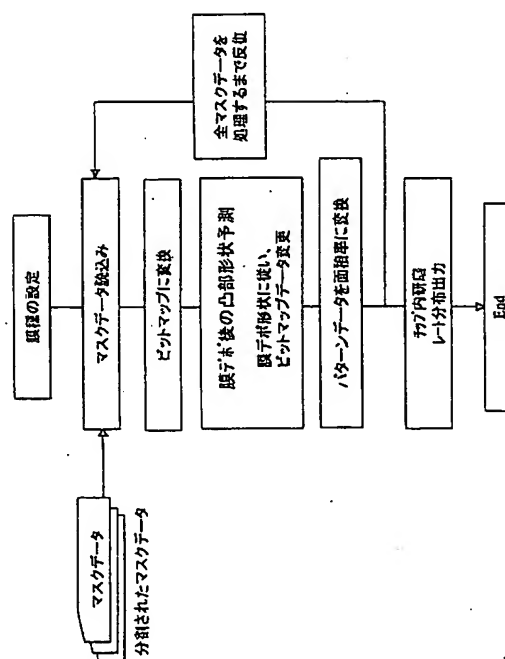 膜種の設定
マスクデータ
分割されたマスクデータ
マスクデータ読込み
ビットマップに変換
膜デポ後の凸部形状予測
膜デポ形状に従い、
ビットマップデータ変更
パターンデータを面積率に変換
全マスクデータを
処理するまで反復
チップ内研磨
レート分布出力
End